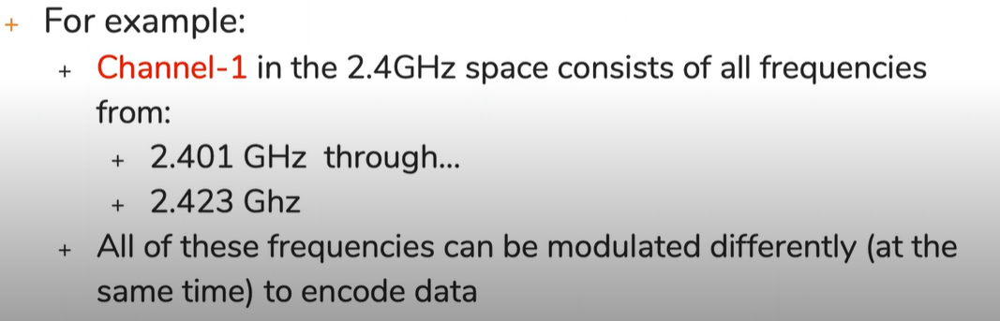 + For example:
+ Channel-1 in the 2.4GHz space consists of all frequencies
from:
+ 2.401 GHz through...
+ 2.423 Ghz
+ All of these frequencies can be modulated differently (at the
same time) to encode data